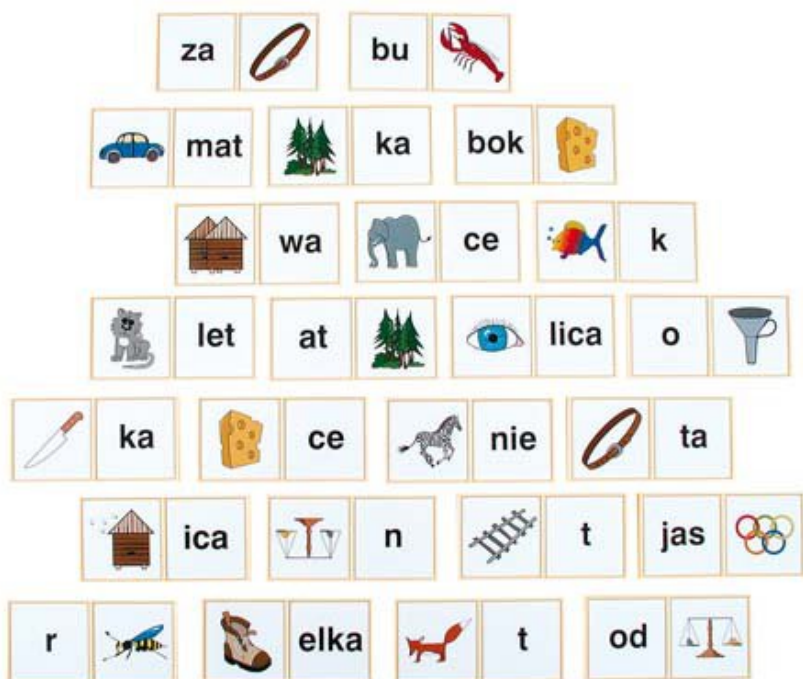 za bu
mat ka bok
wa ce k
let at lica o
ka ce nie ta
ica n t jas
r elka t od